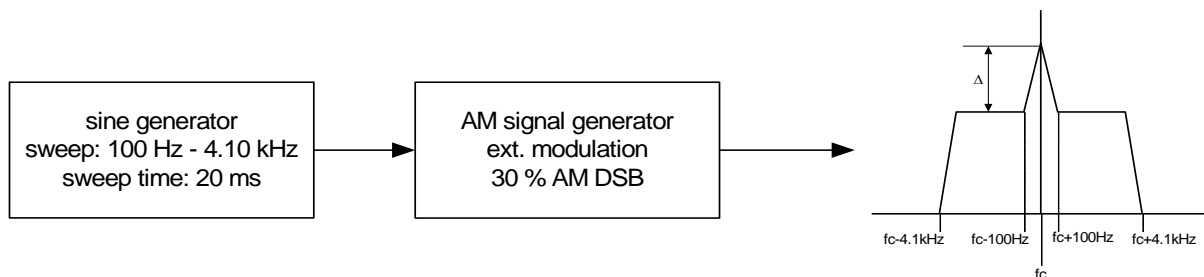 sine generator
sweep: 100 Hz - 4.10 kHz
sweep time: 20 ms
AM signal generator
ext. modulation
30 % AM DSB
Δ
fc-4.1kHz
fc-100Hz
fc+100Hz
fc+4.1kHz
fc